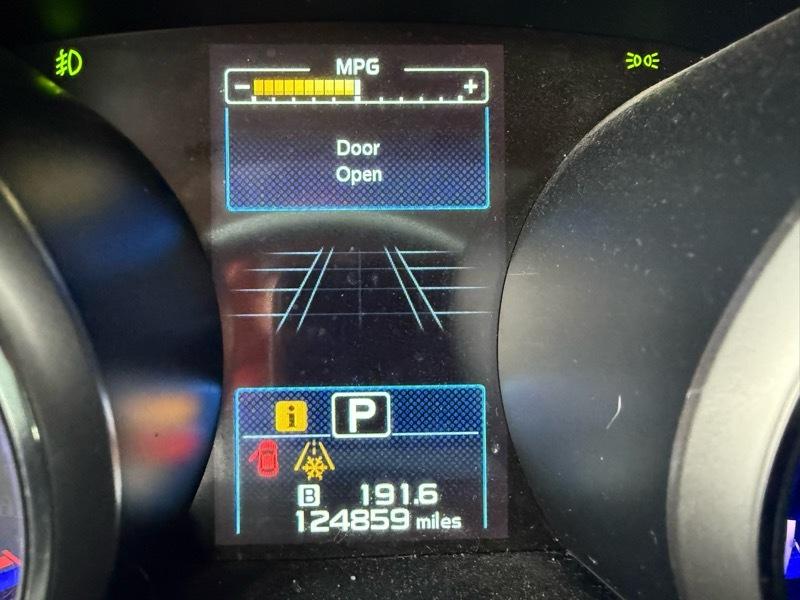 MPG
− +
Door
Open
i P
B 191.6
124859 miles